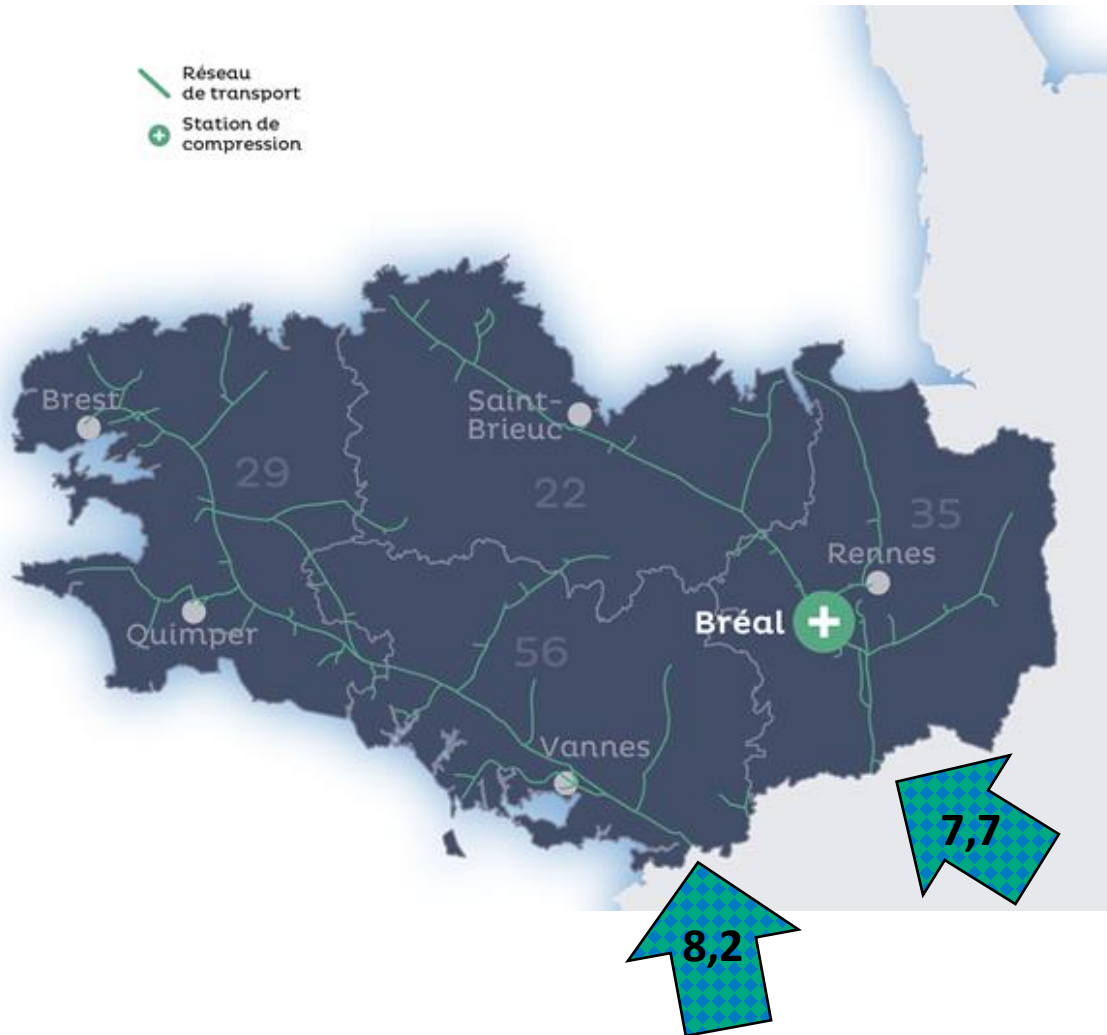 Réseau
de transport
Station de
compression
Brest
Saint-
Brieuc
29
22
35
Rennes
Bréal
Quimper
56
Vannes
7,7
8,2